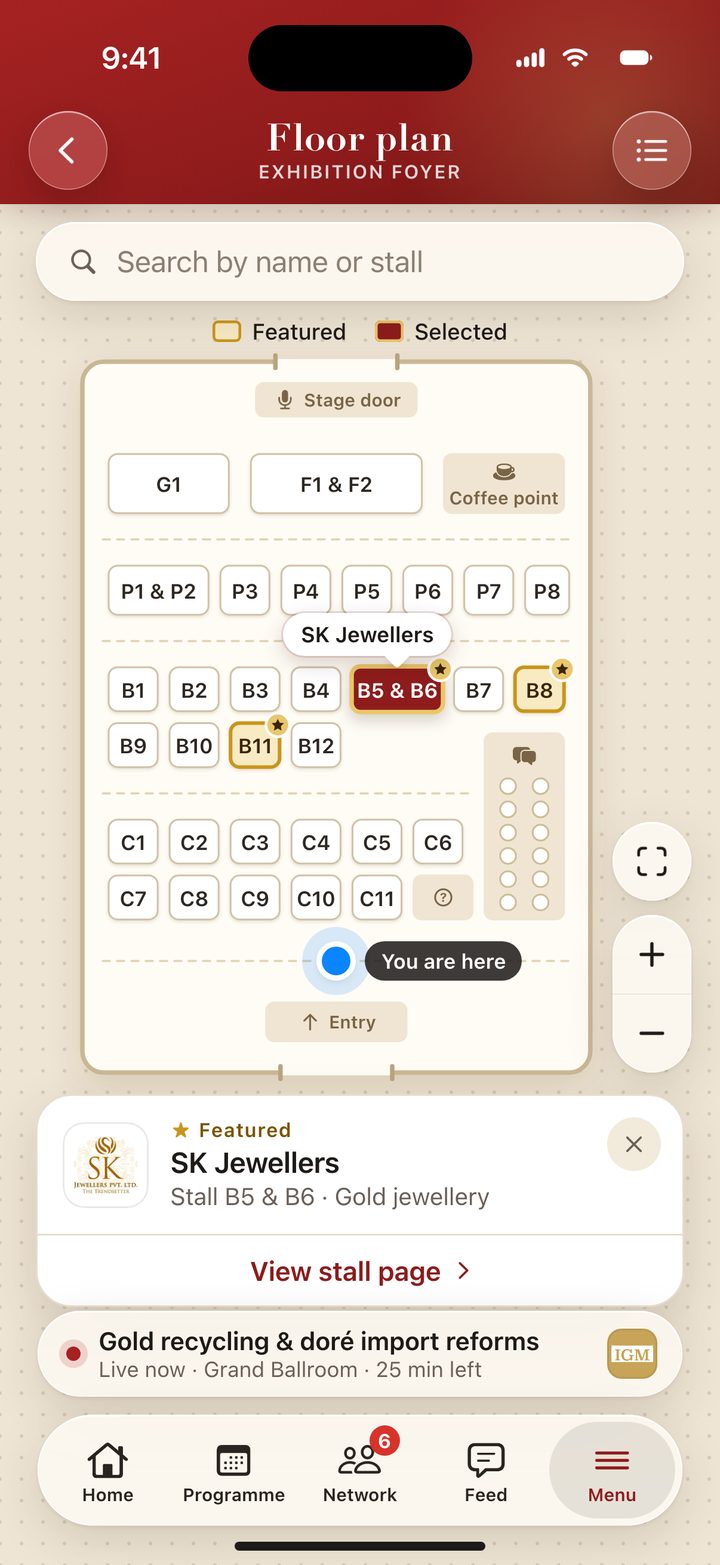 9:41
Floor plan
EXHIBITION FOYER
Search by name or stall
Featured Selected
Stage door
G1 F1 & F2
Coffee point
P1 & P2 P3 P4 P5 P6 P7 P8
SK Jewellers
B1 B2 B3 B4 B5 & B6 B7 B8
B9 B10 B11 B12
C1 C2 C3 C4 C5 C6
C7 C8 C9 C10 C11 ?
You are here
Entry
Featured
SK Jewellers
Stall B5 & B6 · Gold jewellery
SK
JEWELLERS PVT. LTD.
THE TRENDSETTER
View stall page
Gold recycling & doré import reforms
Live now · Grand Ballroom · 25 min left
IGM
6
Home Programme Network Feed Menu